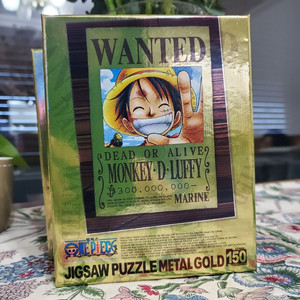 WANTED
DEAD OR ALIVE
MONKEY·D·LUFFY
300,000,000-
MARINE
ONE PIECE
JIGSAW PUZZLE METAL GOLD 150